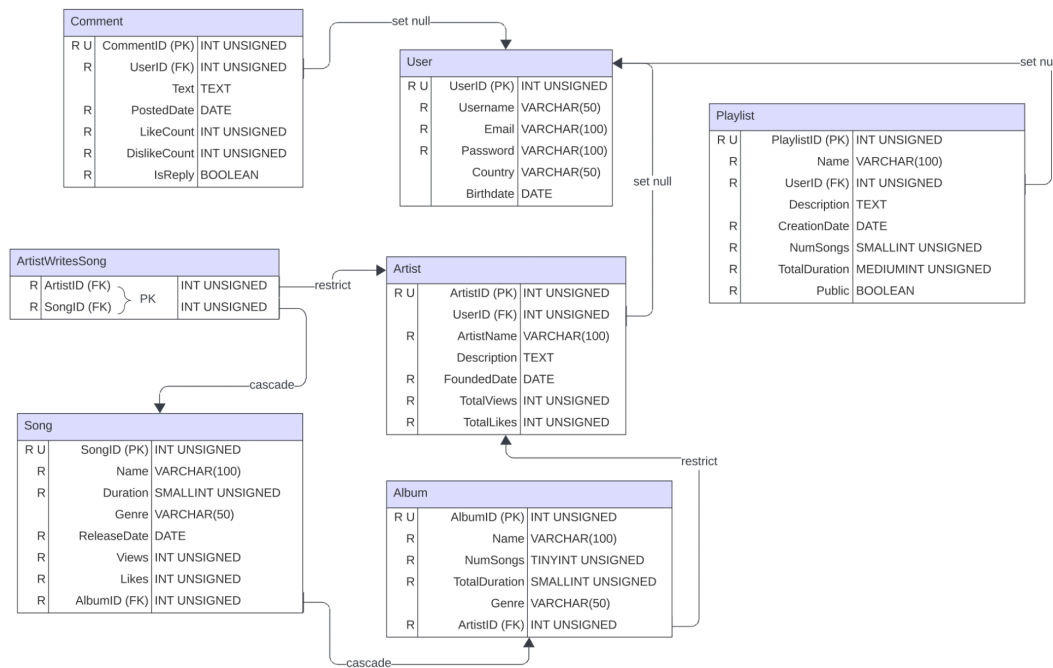 Comment
R U CommentID (PK) INT UNSIGNED
R UserID (FK) INT UNSIGNED
Text TEXT
R PostedDate DATE
R LikeCount INT UNSIGNED
R DislikeCount INT UNSIGNED
R IsReply BOOLEAN
set null
User
R U UserID (PK) INT UNSIGNED
R Username VARCHAR(50)
R Email VARCHAR(100)
R Password VARCHAR(100)
Country VARCHAR(50)
Birthdate DATE
set nu
Playlist
R U PlaylistID (PK) INT UNSIGNED
R Name VARCHAR(100)
R UserID (FK) INT UNSIGNED
Description TEXT
R CreationDate DATE
R NumSongs SMALLINT UNSIGNED
R TotalDuration MEDIUMINT UNSIGNED
R Public BOOLEAN
set null
ArtistWritesSong
R ArtistID (FK) INT UNSIGNED
R SongID (FK) INT UNSIGNED
PK
restrict
cascade
Artist
R U ArtistID (PK) INT UNSIGNED
UserID (FK) INT UNSIGNED
R ArtistName VARCHAR(100)
Description TEXT
R FoundedDate DATE
R TotalViews INT UNSIGNED
R TotalLikes INT UNSIGNED
Song
R U SongID (PK) INT UNSIGNED
R Name VARCHAR(100)
R Duration SMALLINT UNSIGNED
Genre VARCHAR(50)
R ReleaseDate DATE
R Views INT UNSIGNED
R Likes INT UNSIGNED
R AlbumID (FK) INT UNSIGNED
restrict
Album
R U AlbumID (PK) INT UNSIGNED
R Name VARCHAR(100)
R NumSongs TINYINT UNSIGNED
R TotalDuration SMALLINT UNSIGNED
Genre VARCHAR(50)
R ArtistID (FK) INT UNSIGNED
cascade